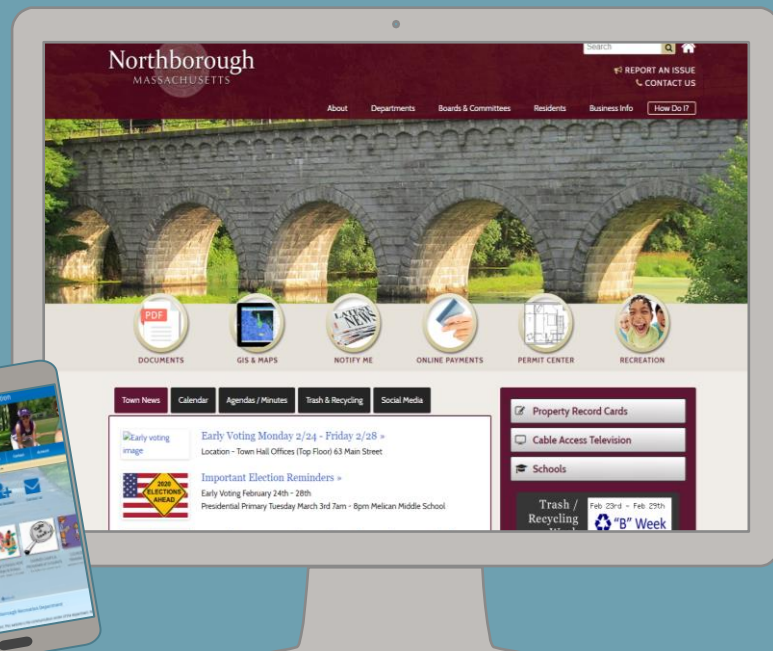 Northborough
MASSACHUSETTS
Search
REPORT AN ISSUE
CONTACT US
About Departments Boards & Committees Residents Business Info How Do I?
PDF
LATEST
NEWS
DOCUMENTS GIS & MAPS NOTIFY ME ONLINE PAYMENTS PERMIT CENTER RECREATION
Town News Calendar Agendas / Minutes Trash & Recycling Social Media
Early voting
image
Early Voting Monday 2/24 - Friday 2/28 »
Location - Town Hall Offices (Top Floor) 63 Main Street
2020
ELECTIONS
AHEAD
Important Election Reminders »
Early Voting February 24th - 28th
Presidential Primary Tuesday March 3rd 7am - 8pm Melican Middle School
Property Record Cards
Cable Access Television
Schools
Trash /
Recycling
Feb 23rd - Feb 29th
"B" Week